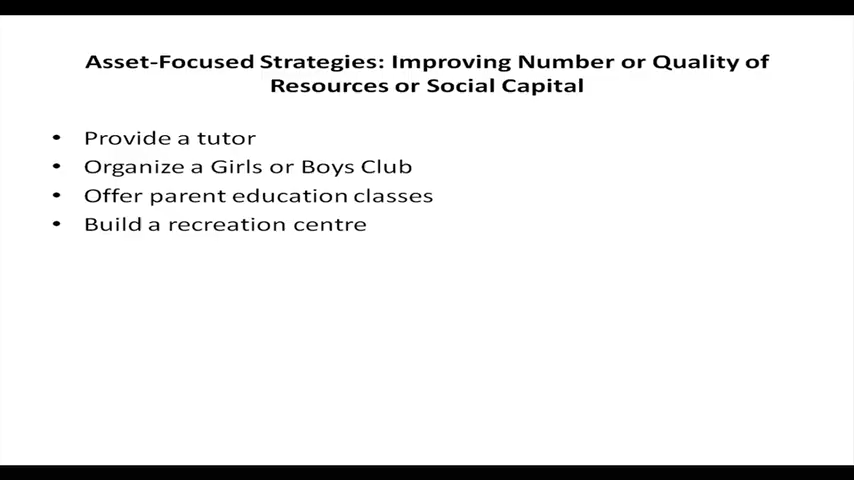 Asset-Focused Strategies: Improving Number or Quality of
Resources or Social Capital
• Provide a tutor
• Organize a Girls or Boys Club
• Offer parent education classes
• Build a recreation centre